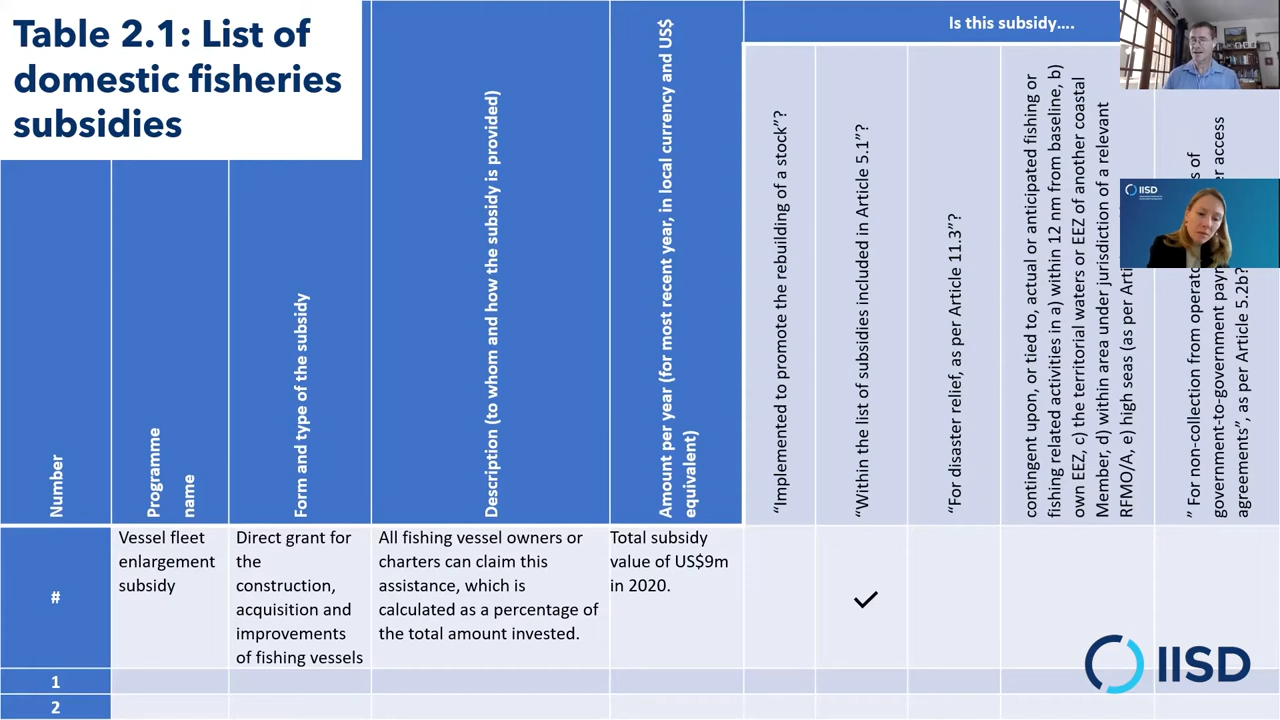 Table 2.1: List of
domestic fisheries
subsidies
Is this subsidy….
Number
Programme
name
Form and type of the subsidy
Description (to whom and how the subsidy is provided)
Amount per year (for most recent year, in local currency and US$
equivalent)
“Implemented to promote the rebuilding of a stock”?
“Within the list of subsidies included in Article 5.1”?
“For disaster relief, as per Article 11.3”?
contingent upon, or tied to, actual or anticipated fishing or
fishing related activities in a) within 12 nm from baseline, b)
own EEZ, c) the territorial waters or EEZ of another coastal
Member, d) within area under jurisdiction of a relevant
RFMO/A, e) high seas (as per
” For non-collection from
government-to-government access
agreements”, as per Article 5.2b?
IISD
#
Vessel fleet
enlargement
subsidy
Direct grant for
the
construction,
acquisition and
improvements
of fishing vessels
All fishing vessel owners or
charters can claim this
assistance, which is
calculated as a percentage of
the total amount invested.
Total subsidy
value of US$9m
in 2020.
✓
1
2
IISD